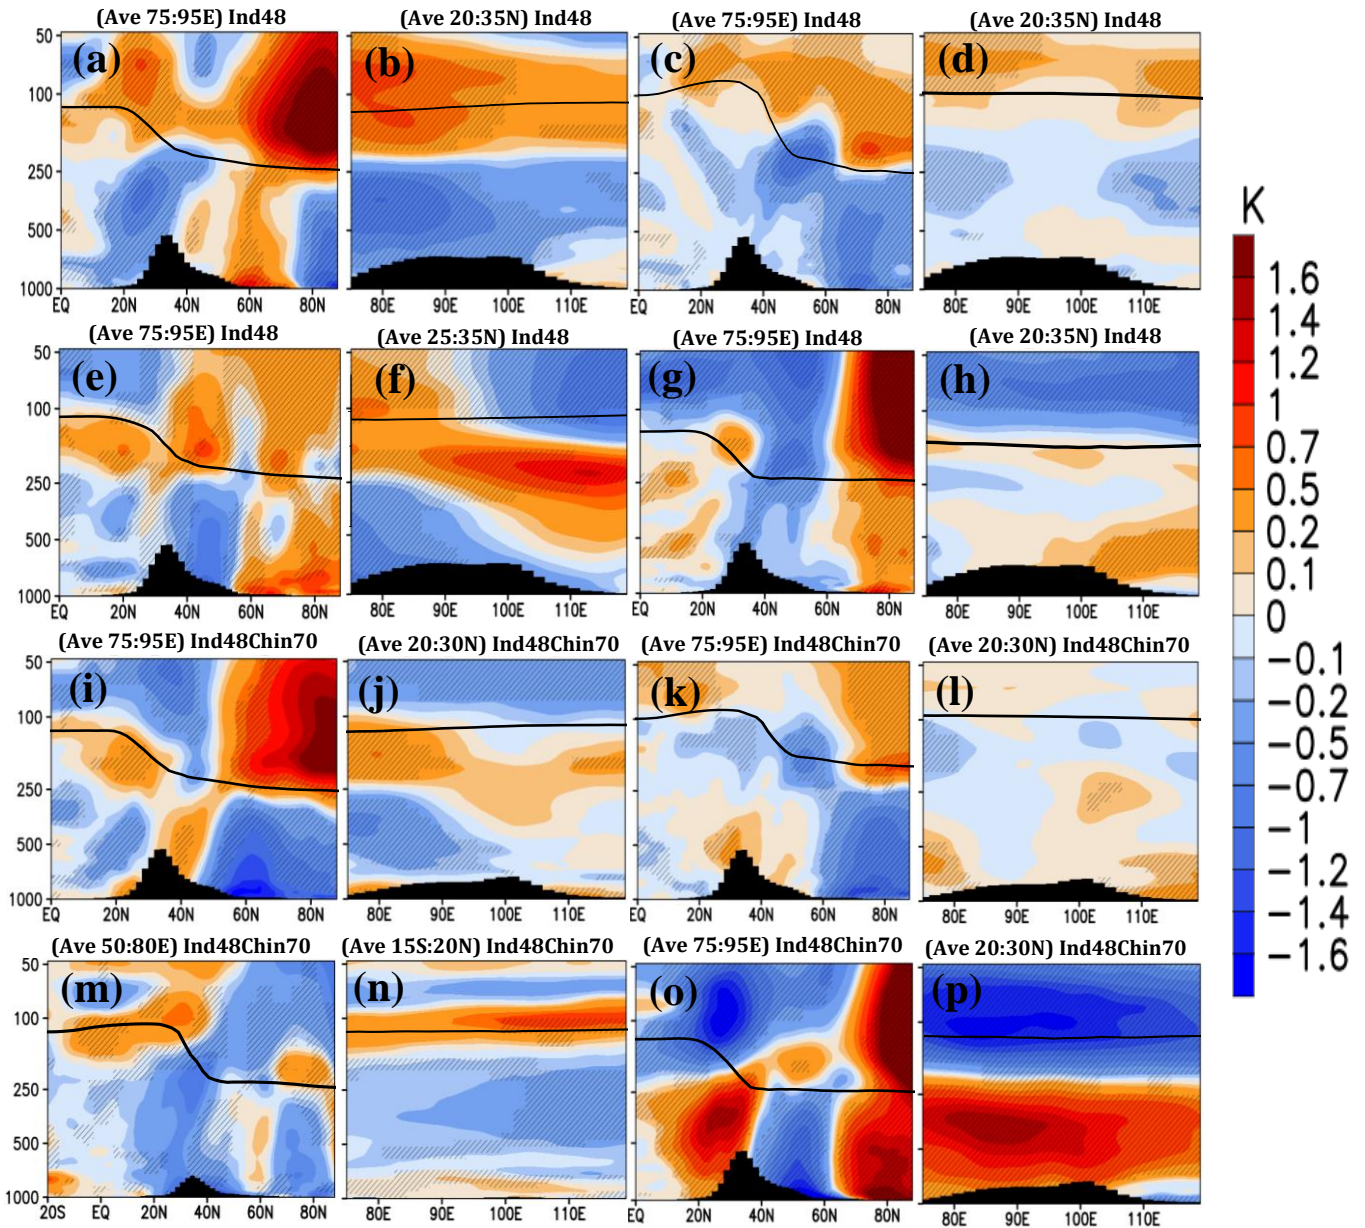 (Ave 75:95E) Ind48 (Ave 20:35N) Ind48 (Ave 75:95E) Ind48 (Ave 20:35N) Ind48
(a) (b) (c) (d)
50
100
250
500
1000
EQ 20N 40N 60N 80N 80E 90E 100E 110E EQ 20N 40N 60N 80N 80E 90E 100E 110E
(Ave 75:95E) Ind48 (Ave 25:35N) Ind48 (Ave 75:95E) Ind48 (Ave 20:35N) Ind48
(e) (f) (g) (h)
50
100
250
500
1000
EQ 20N 40N 60N 80N 80E 90E 100E 110E EQ 20N 40N 60N 80N 80E 90E 100E 110E
(Ave 75:95E) Ind48Chin70 (Ave 20:30N) Ind48Chin70 (Ave 75:95E) Ind48Chin70 (Ave 20:30N) Ind48Chin70
(i) (j) (k) (l)
50
100
250
500
1000
EQ 20N 40N 60N 80N 80E 90E 100E 110E EQ 20N 40N 60N 80N 80E 90E 100E 110E
(Ave 50:80E) Ind48Chin70 (Ave 15S:20N) Ind48Chin70 (Ave 75:95E) Ind48Chin70 (Ave 20:30N) Ind48Chin70
(m) (n) (o) (p)
50
100
250
500
1000
20S EQ 20N 40N 60N 80N 80E 90E 100E 110E EQ 20N 40N 60N 80N 80E 90E 100E 110E
K
1.6
1.4
1.2
1
0.7
0.5
0.2
0.1
0
−0.1
−0.2
−0.5
−0.7
−1
−1.2
−1.4
−1.6